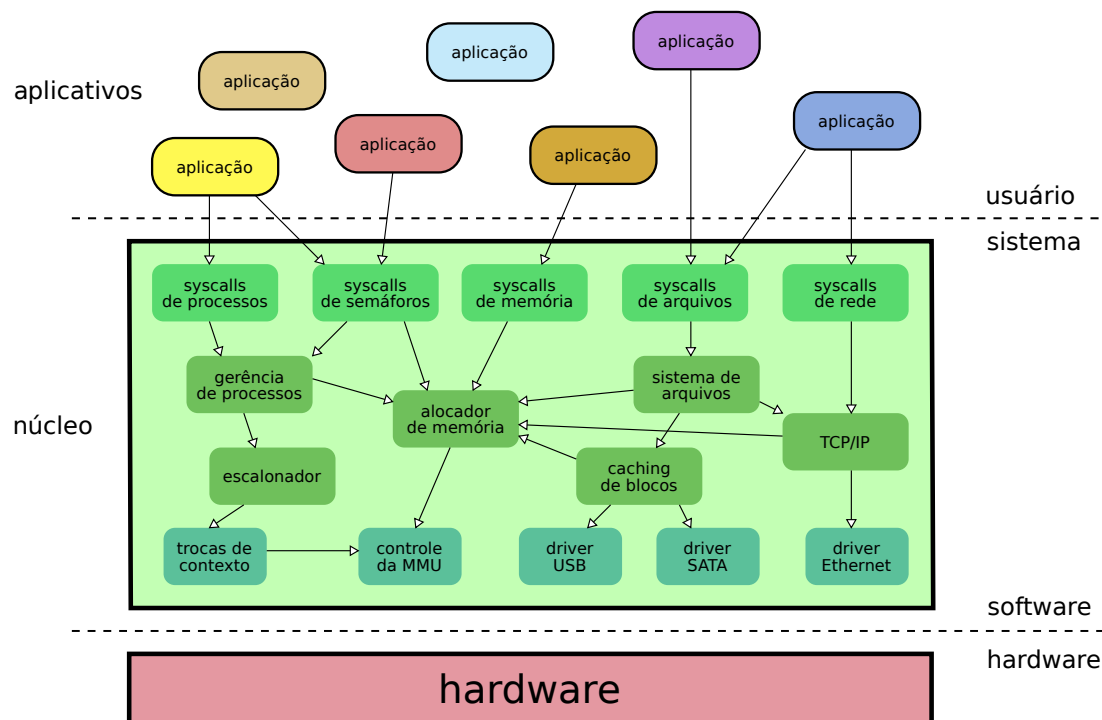 aplicação
aplicação
aplicação
aplicativos
aplicação
aplicação
aplicação
aplicação
usuário
sistema
syscalls
de processos
syscalls
de semáforos
syscalls
de memória
syscalls
de arquivos
syscalls
de rede
gerência
de processos
sistema de
arquivos
núcleo
alocador
de memória
TCP/IP
escalonador
caching
de blocos
trocas de
contexto
controle
da MMU
driver
USB
driver
SATA
driver
Ethernet
software
hardware
hardware